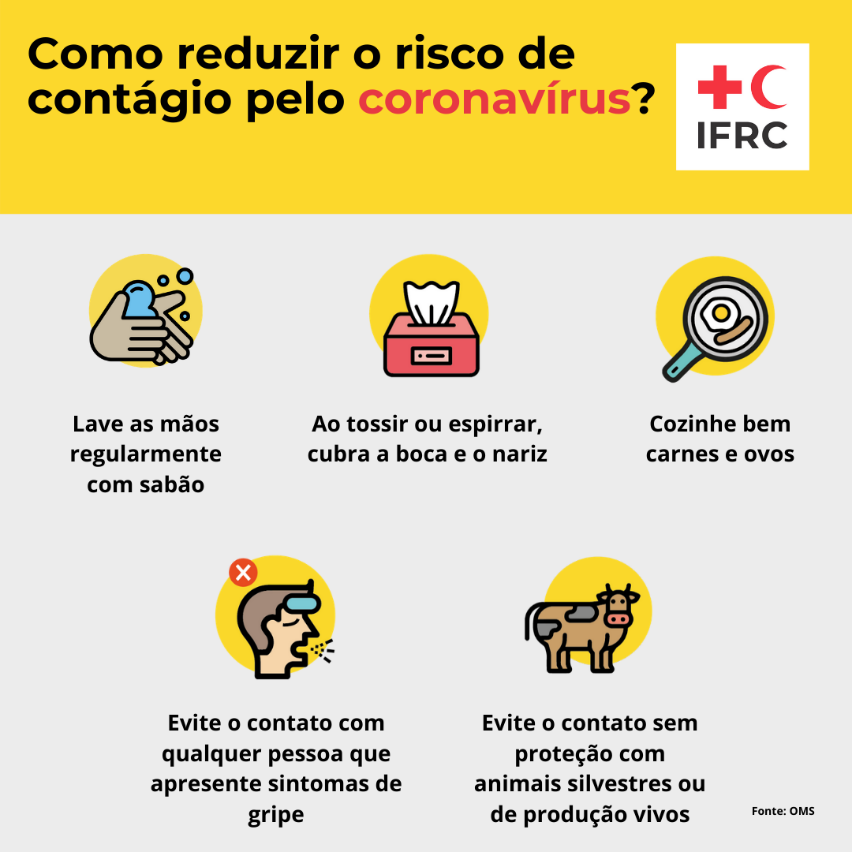 Como reduzir o risco de
contágio pelo coronavírus?
IFRC
Lave as mãos
regularmente
com sabão
Ao tossir ou espirrar,
cubra a boca e o nariz
Cozinhe bem
carnes e ovos
Evite o contato com
qualquer pessoa que
apresente sintomas de
gripe
Evite o contato sem
proteção com
animais silvestres ou
de produção vivos
Fonte: OMS